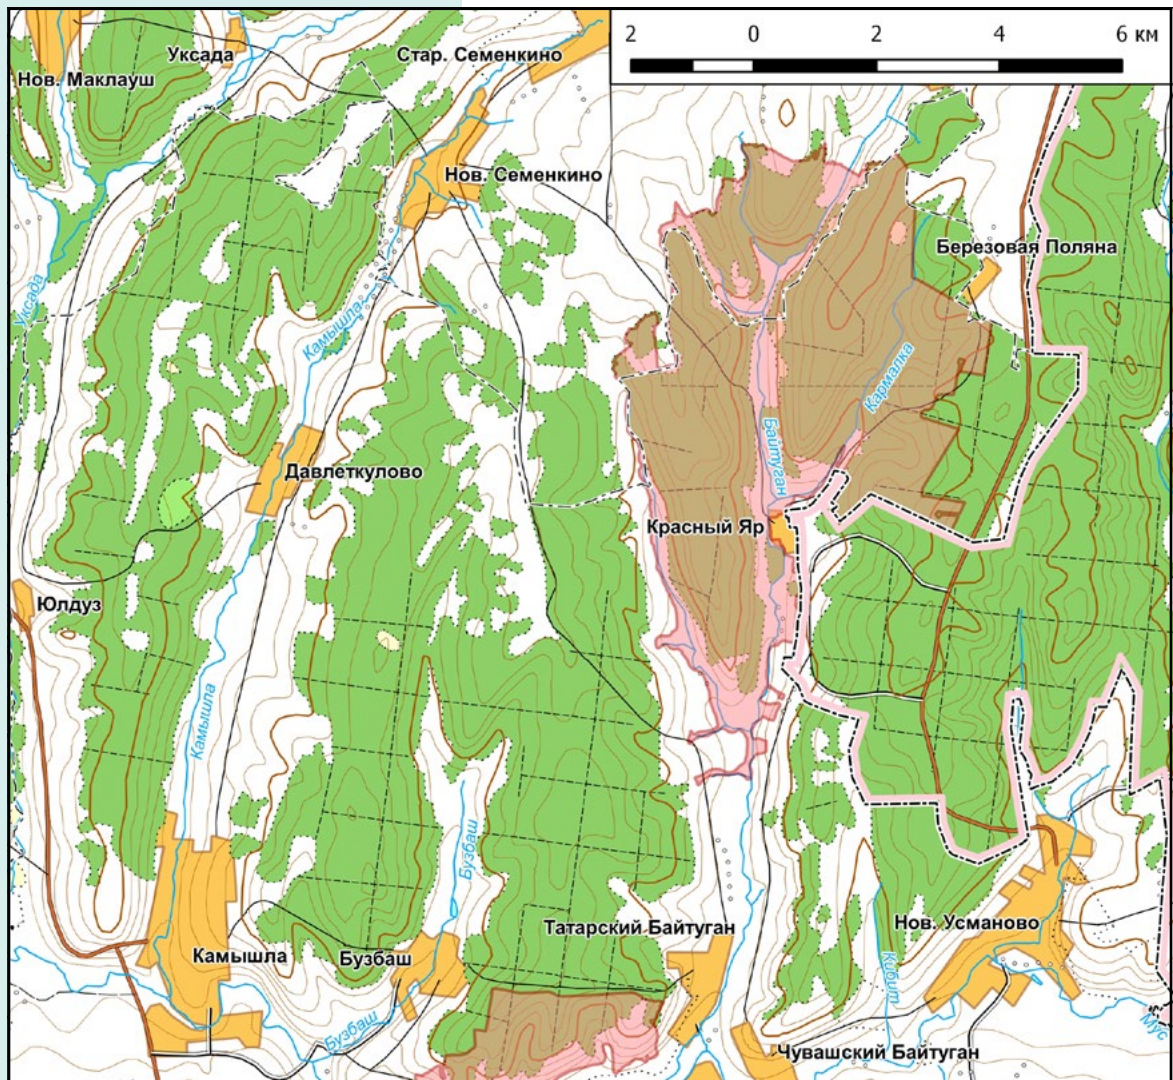 2 0 2 4 6 км
Уксада
Стар. Семенкино
Нов. Маклауш
Нов. Семенкино
Березовая Поляна
Уксада
Камышла
Кармалка
Байтуган
Давлеткулово
Красный Яр
Юлдуз
Камышла
Бузбаш
Татарский Байтуган
Нов. Усманово
Камышла
Бузбаш
Кибит
Бузбаш
Мус
Чувашский Байтуган